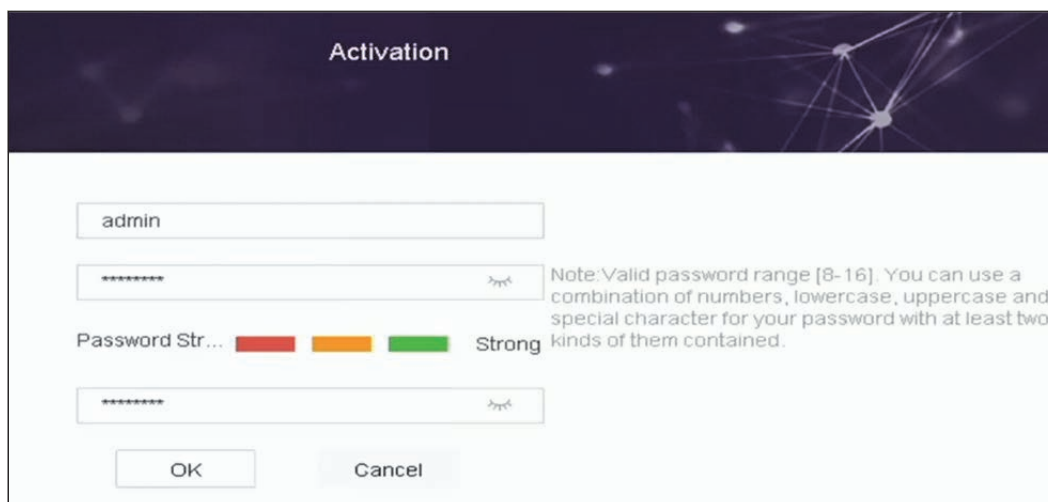 Activation
admin
********
Note:Valid password range [8-16]. You can use a
combination of numbers, lowercase, uppercase and
special character for your password with at least two
kinds of them contained.
Password Str... Strong
********
OK Cancel